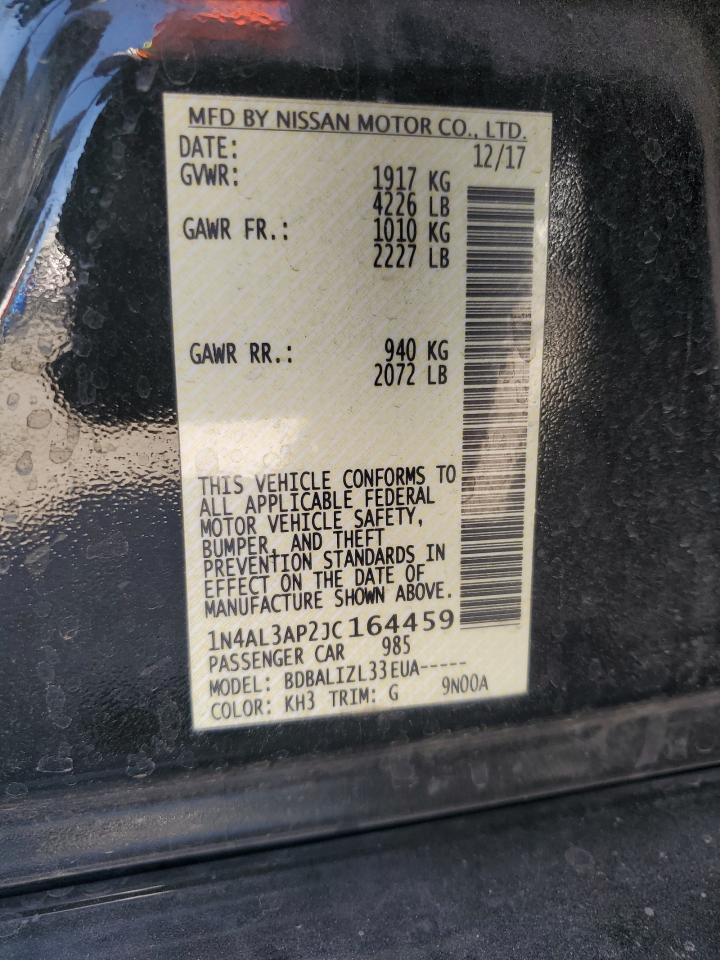 MFD BY NISSAN MOTOR CO., LTD.
DATE: 12/17
GVWR: 1917 KG
4226 LB
GAWR FR.: 1010 KG
2227 LB
GAWR RR.: 940 KG
2072 LB
THIS VEHICLE CONFORMS TO
ALL APPLICABLE FEDERAL
MOTOR VEHICLE SAFETY,
BUMPER, AND THEFT
PREVENTION STANDARDS IN
EFFECT ON THE DATE OF
MANUFACTURE SHOWN ABOVE.
1N4AL3AP2JC164459
PASSENGER CAR 985
MODEL: BDBALIZL33EUA-----
COLOR: KH3 TRIM: G 9N00A